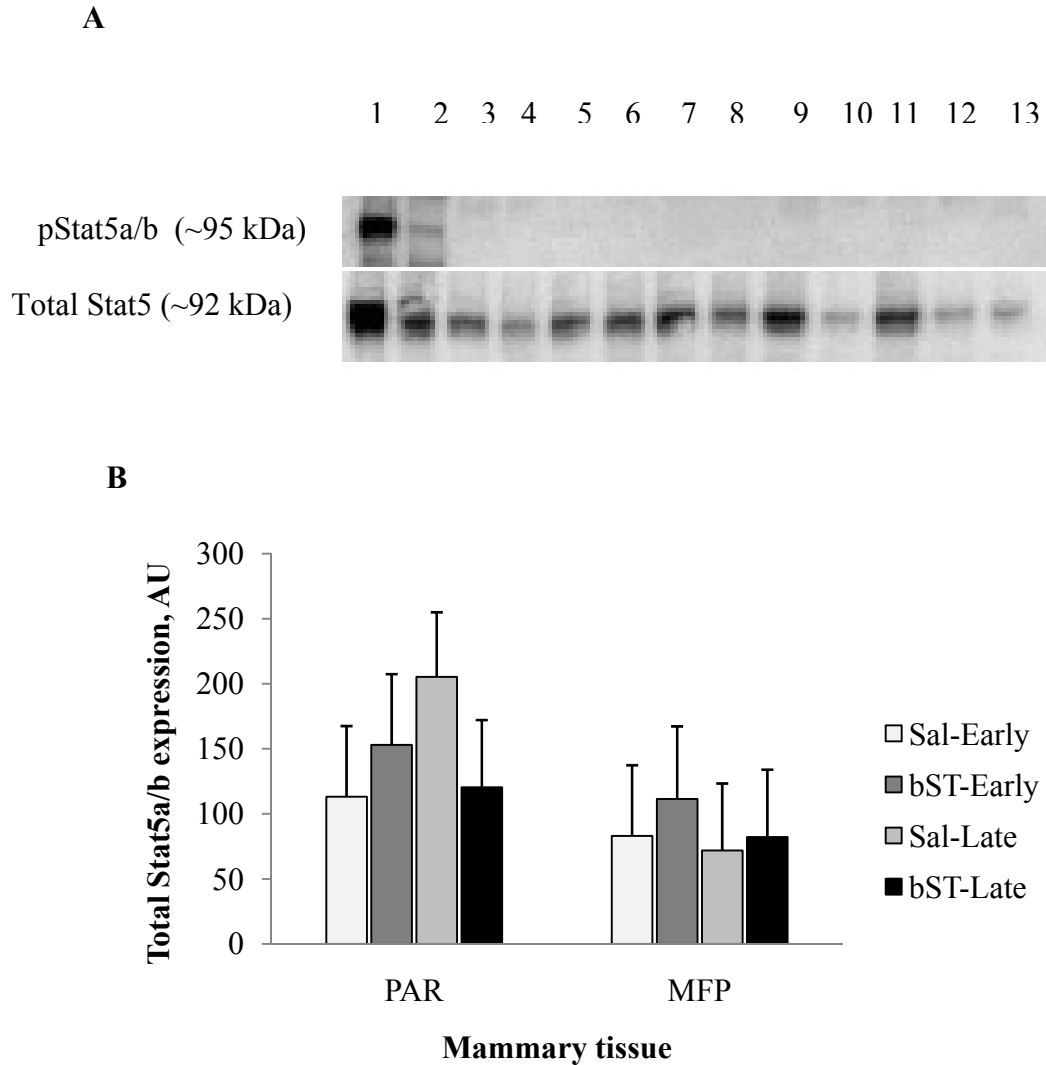 A
1 2 3 4 5 6 7 8 9 10 11 12 13
pStat5a/b (~95 kDa)
Total Stat5 (~92 kDa)
B
Total Stat5a/b expression, AU
300
250
200
150
100
50
0
PAR MFP
Mammary tissue
Sal-Early
bST-Early
Sal-Late
bST-Late